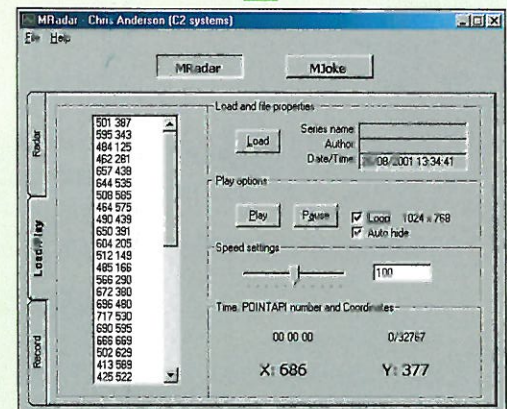 MRadar - Chris Anderson (C2 systems)
File Help
MRadar MJoke
Radar
Load/Play
Record
501 387
595 343
484 125
462 281
657 438
644 535
508 585
464 575
490 439
650 391
604 205
512 149
485 166
566 290
672 380
696 480
717 530
690 595
666 669
502 629
413 569
425 522
Load and file properties
Load
Series name:
Author:
Date/Time: /08/2001 13:34:41
Play options
Play Pause Loop 1024 x 768
Auto hide
Speed settings
100
Time, POINTAPI number and Coordinates
00 00 00 0/32767
X: 686 Y: 377